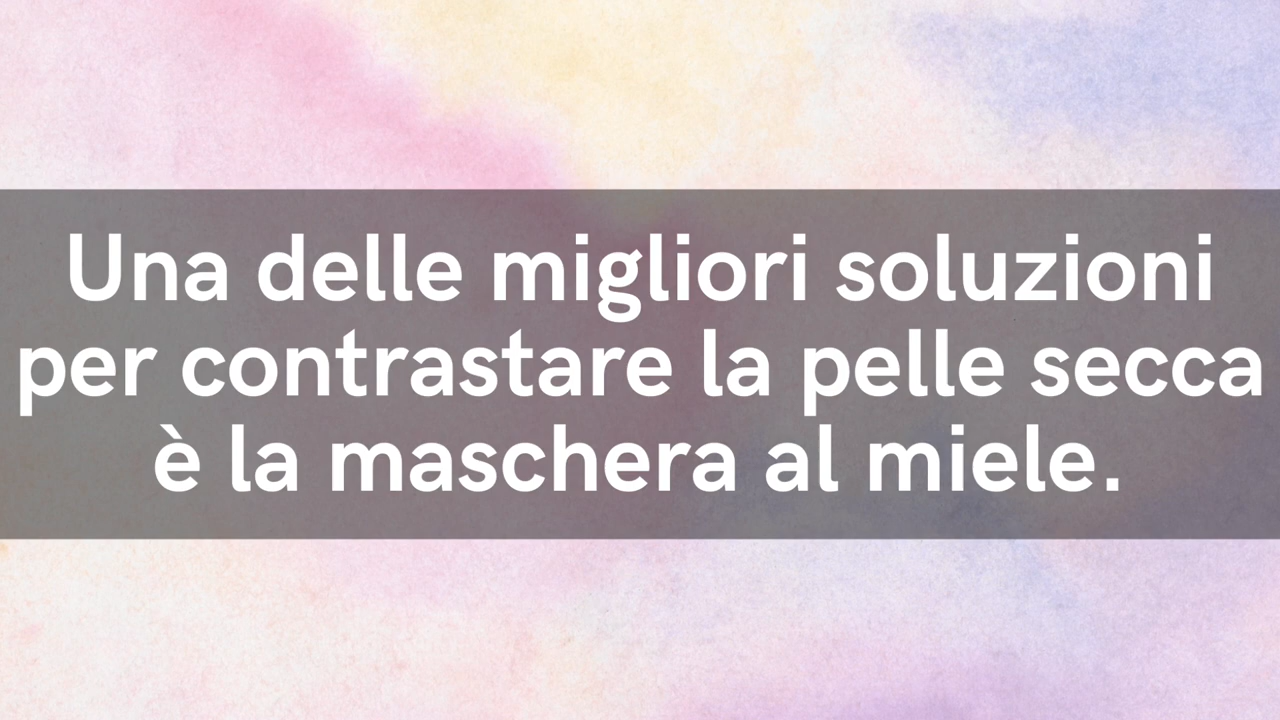 Una delle migliori soluzioni
per contrastare la pelle secca
è la maschera al miele.